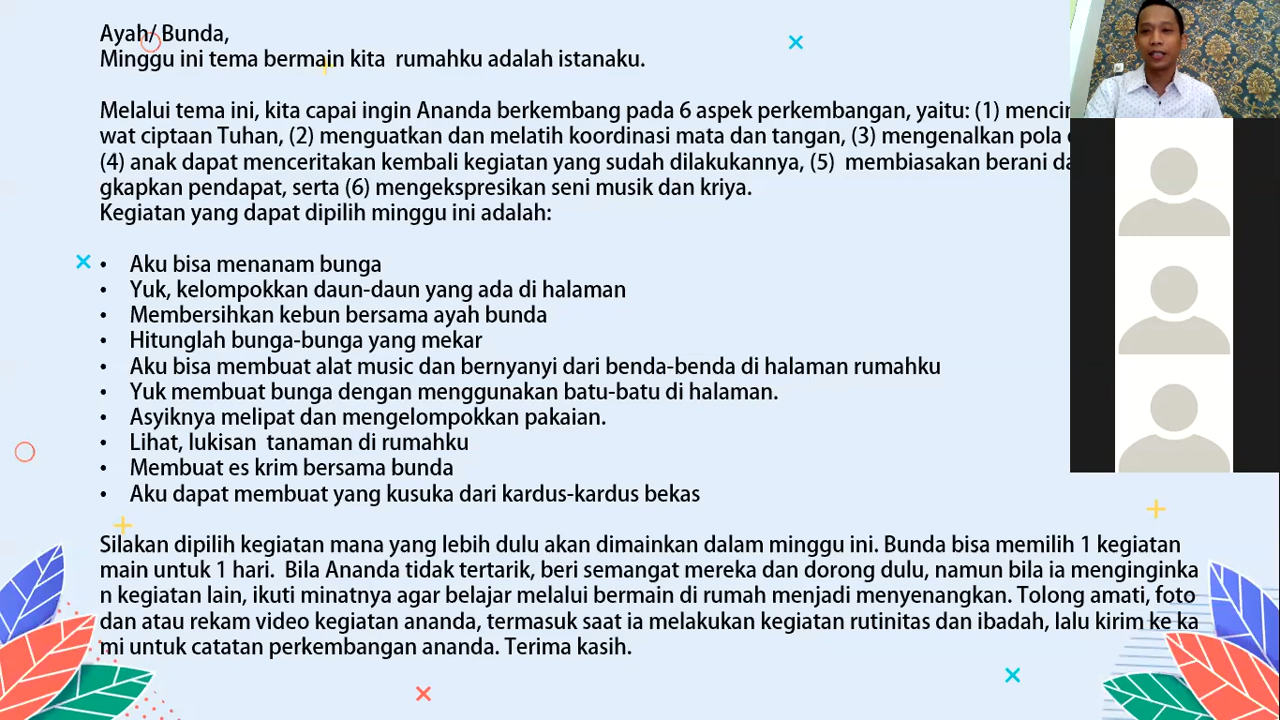 Ayah/ Bunda,
Minggu ini tema bermain kita  rumahku adalah istanaku.
Melalui tema ini, kita capai ingin Ananda berkembang pada 6 aspek perkembangan, yaitu: (1)
wat ciptaan Tuhan, (2) menguatkan dan melatih koordinasi mata dan tangan, (3) mengenalkan pola
(4) anak dapat menceritakan kembali kegiatan yang sudah dilakukannya, (5)  membiasakan berani
gkapkan pendapat, serta (6) mengekspresikan seni musik dan kriya.
Kegiatan yang dapat dipilih minggu ini adalah:
• Aku bisa menanam bunga
• Yuk, kelompokkan daun-daun yang ada di halaman
• Membersihkan kebun bersama ayah bunda
• Hitunglah bunga-bunga yang mekar
• Aku bisa membuat alat music dan bernyanyi dari benda-benda di halaman rumahku
• Yuk membuat bunga dengan menggunakan batu-batu di halaman.
• Asyiknya melipat dan mengelompokkan pakaian.
• Lihat, lukisan  tanaman di rumahku
• Membuat es krim bersama bunda
• Aku dapat membuat yang kusuka dari kardus-kardus bekas
Silakan dipilih kegiatan mana yang lebih dulu akan dimainkan dalam minggu ini. Bunda bisa memilih 1 kegiatan
main untuk 1 hari.  Bila Ananda tidak tertarik, beri semangat mereka dan dorong dulu, namun bila ia menginginka
n kegiatan lain, ikuti minatnya agar belajar melalui bermain di rumah menjadi menyenangkan. Tolong amati, foto
dan atau rekam video kegiatan ananda, termasuk saat ia melakukan kegiatan rutinitas dan ibadah, lalu kirim ke ka
mi untuk catatan perkembangan ananda. Terima kasih.